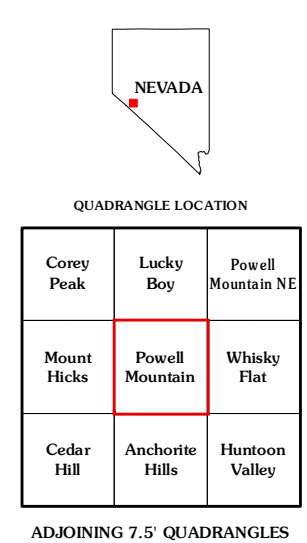 NEVADA
QUADRANGLE LOCATION
Corey
Peak
Lucky
Boy
Powell
Mountain NE
Mount
Hicks
Powell
Mountain
Whisky
Flat
Cedar
Hill
Anchorite
Hills
Huntoon
Valley
ADJOINING 7.5' QUADRANGLES